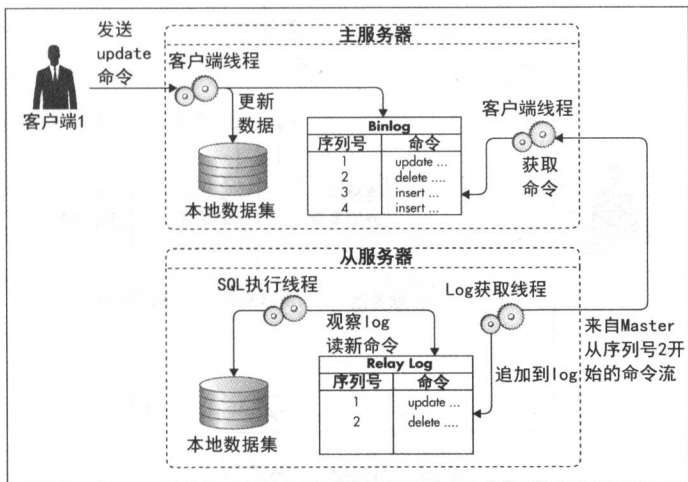 发送
update
命令
客户端1
主服务器
客户端线程
更新
数据
本地数据集
Binlog
序列号 命令
1 update ...
2 delete ....
3 insert ...
4 insert ...
客户端线程
获取
命令
从服务器
SQL执行线程
观察log
读新命令
本地数据集
Relay Log
序列号 命令
1 update ...
2 delete ....
Log获取线程
追加到log
来自Master
从序列号2开
始的命令流